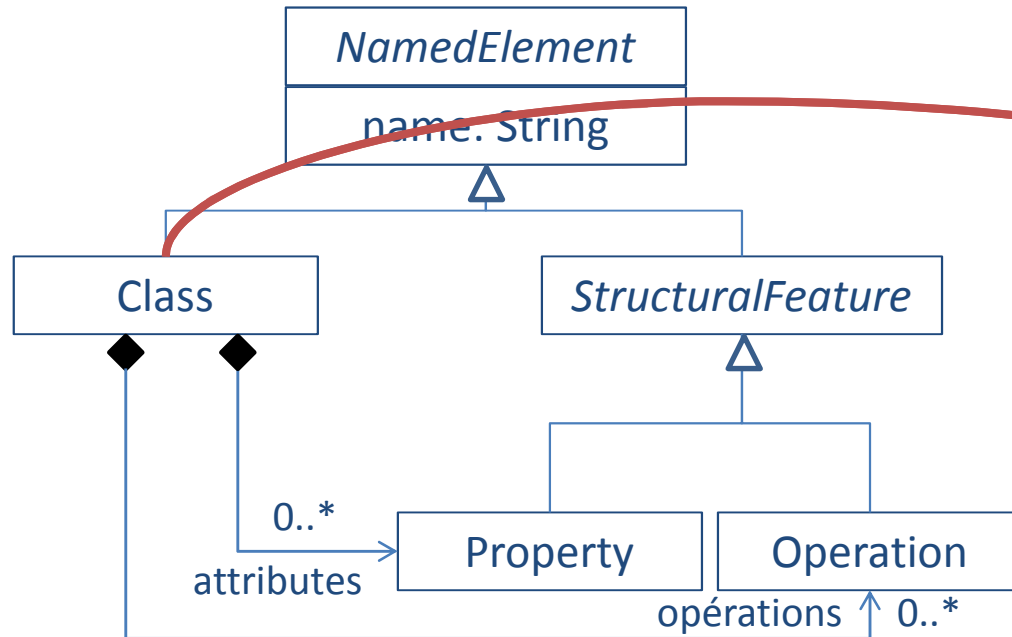 NamedElement
name: String
Class
StructuralFeature
0..*
attributes
Property
Operation
opérations 0..*